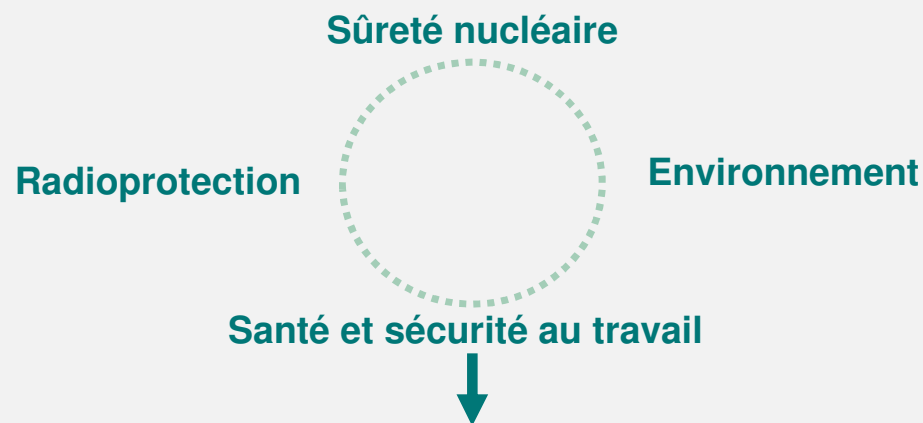 Sûreté nucléaire
Radioprotection
Environnement
Santé et sécurité au travail